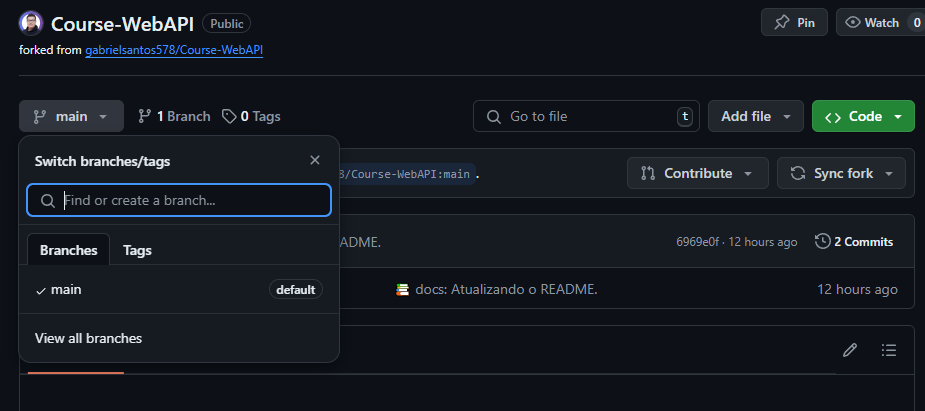 Course-WebAPI Public Pin Watch 0
forked from gabrielsantos578/Course-WebAPI
main 1 Branch 0 Tags Go to file t Add file Code
Switch branches/tags
8/Course-WebAPI:main . Contribute Sync fork
Find or create a branch...
Branches Tags
ADME. 6969e0f · 12 hours ago 2 Commits
main default
docs: Atualizando o README. 12 hours ago
View all branches